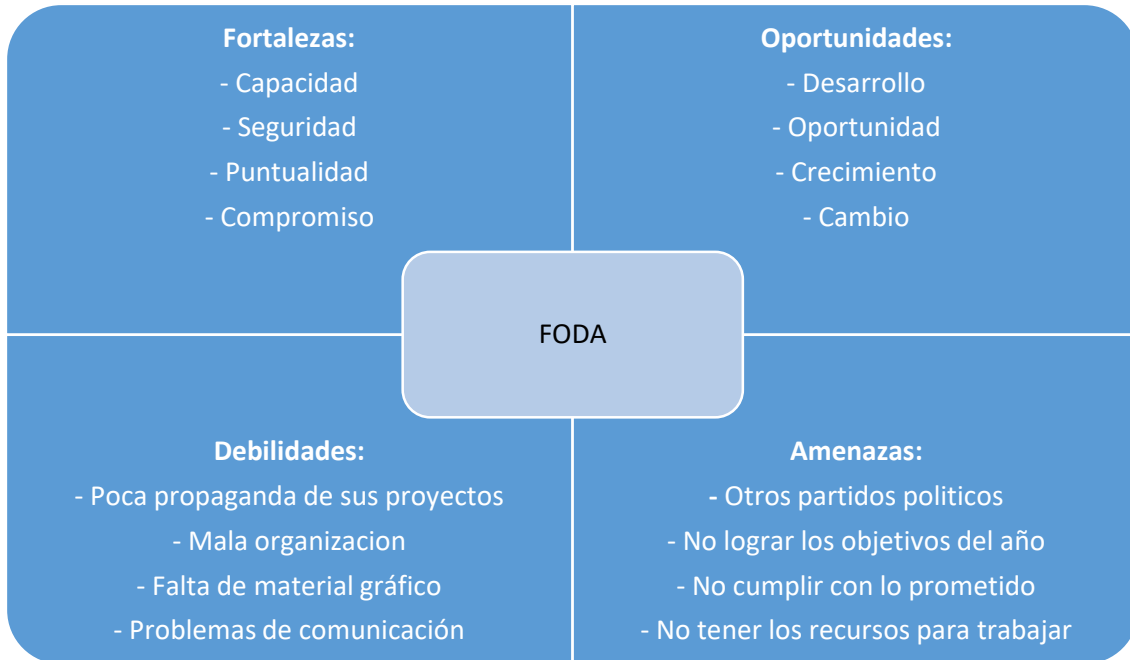 Fortalezas:
- Capacidad
- Seguridad
- Puntualidad
- Compromiso
Oportunidades:
- Desarrollo
- Oportunidad
- Crecimiento
- Cambio
FODA
Debilidades:
- Poca propaganda de sus proyectos
- Mala organizacion
- Falta de material gráfico
- Problemas de comunicación
Amenazas:
- Otros partidos politicos
- No lograr los objetivos del año
- No cumplir con lo prometido
- No tener los recursos para trabajar